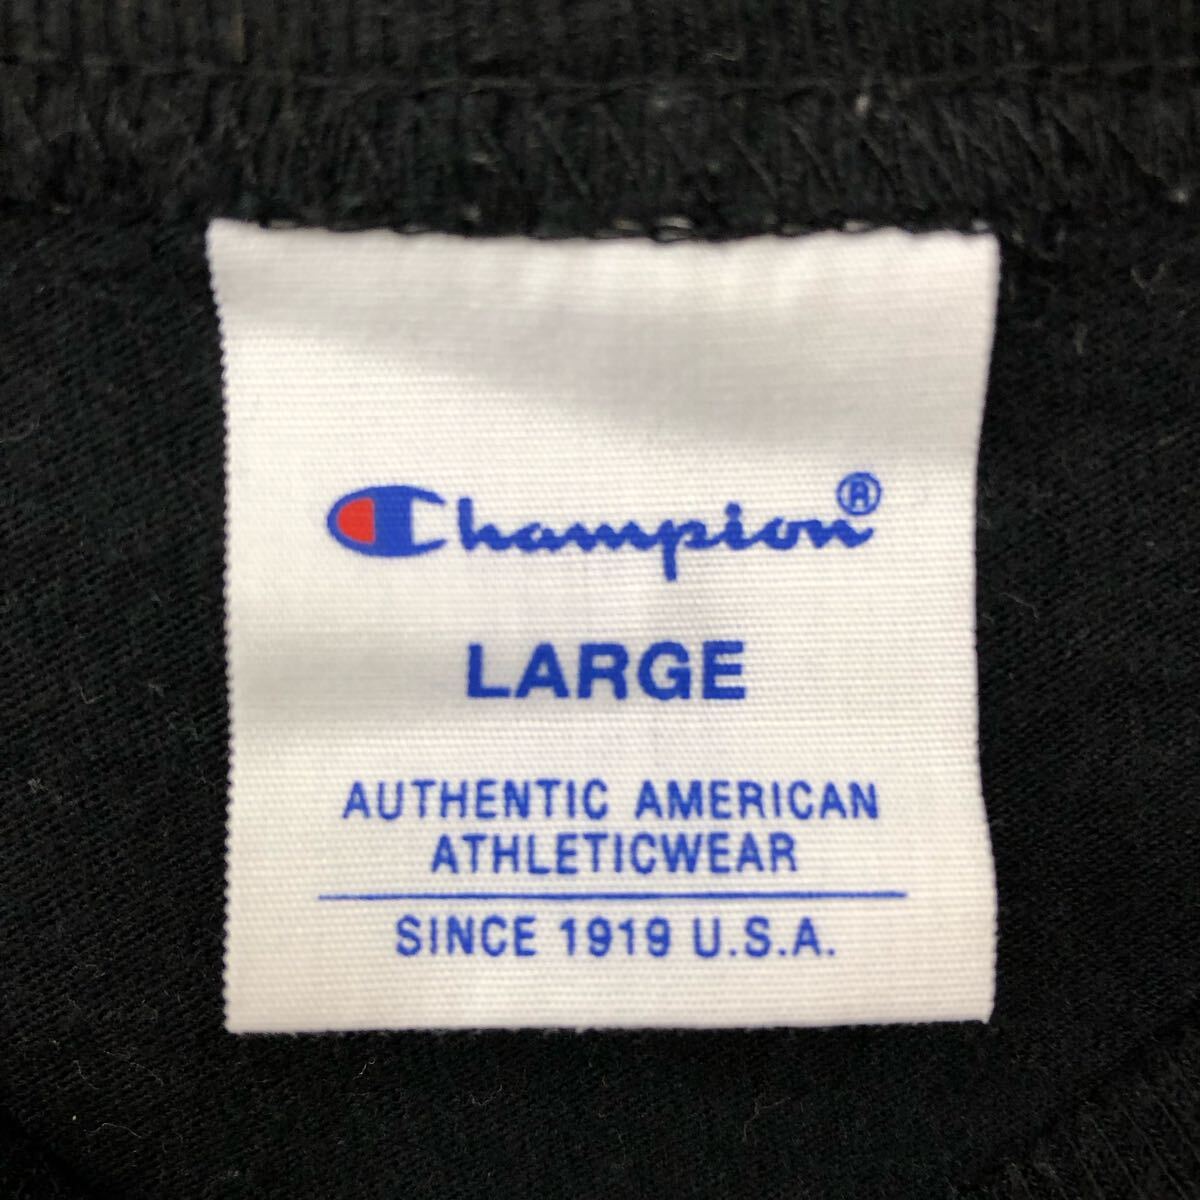 Champion®
LARGE
AUTHENTIC AMERICAN
ATHLETICWEAR
SINCE 1919 U.S.A.